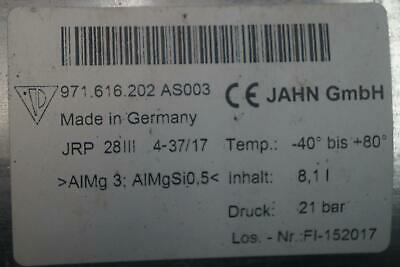 971.616.202 AS003 CE JAHN GmbH
Made in Germany
JRP 28III 4-37/17 Temp.: -40° bis +80°
>AlMg 3; AlMgSi0,5< Inhalt: 8,1 l
Druck: 21 bar
Los. - Nr.:FI-152017